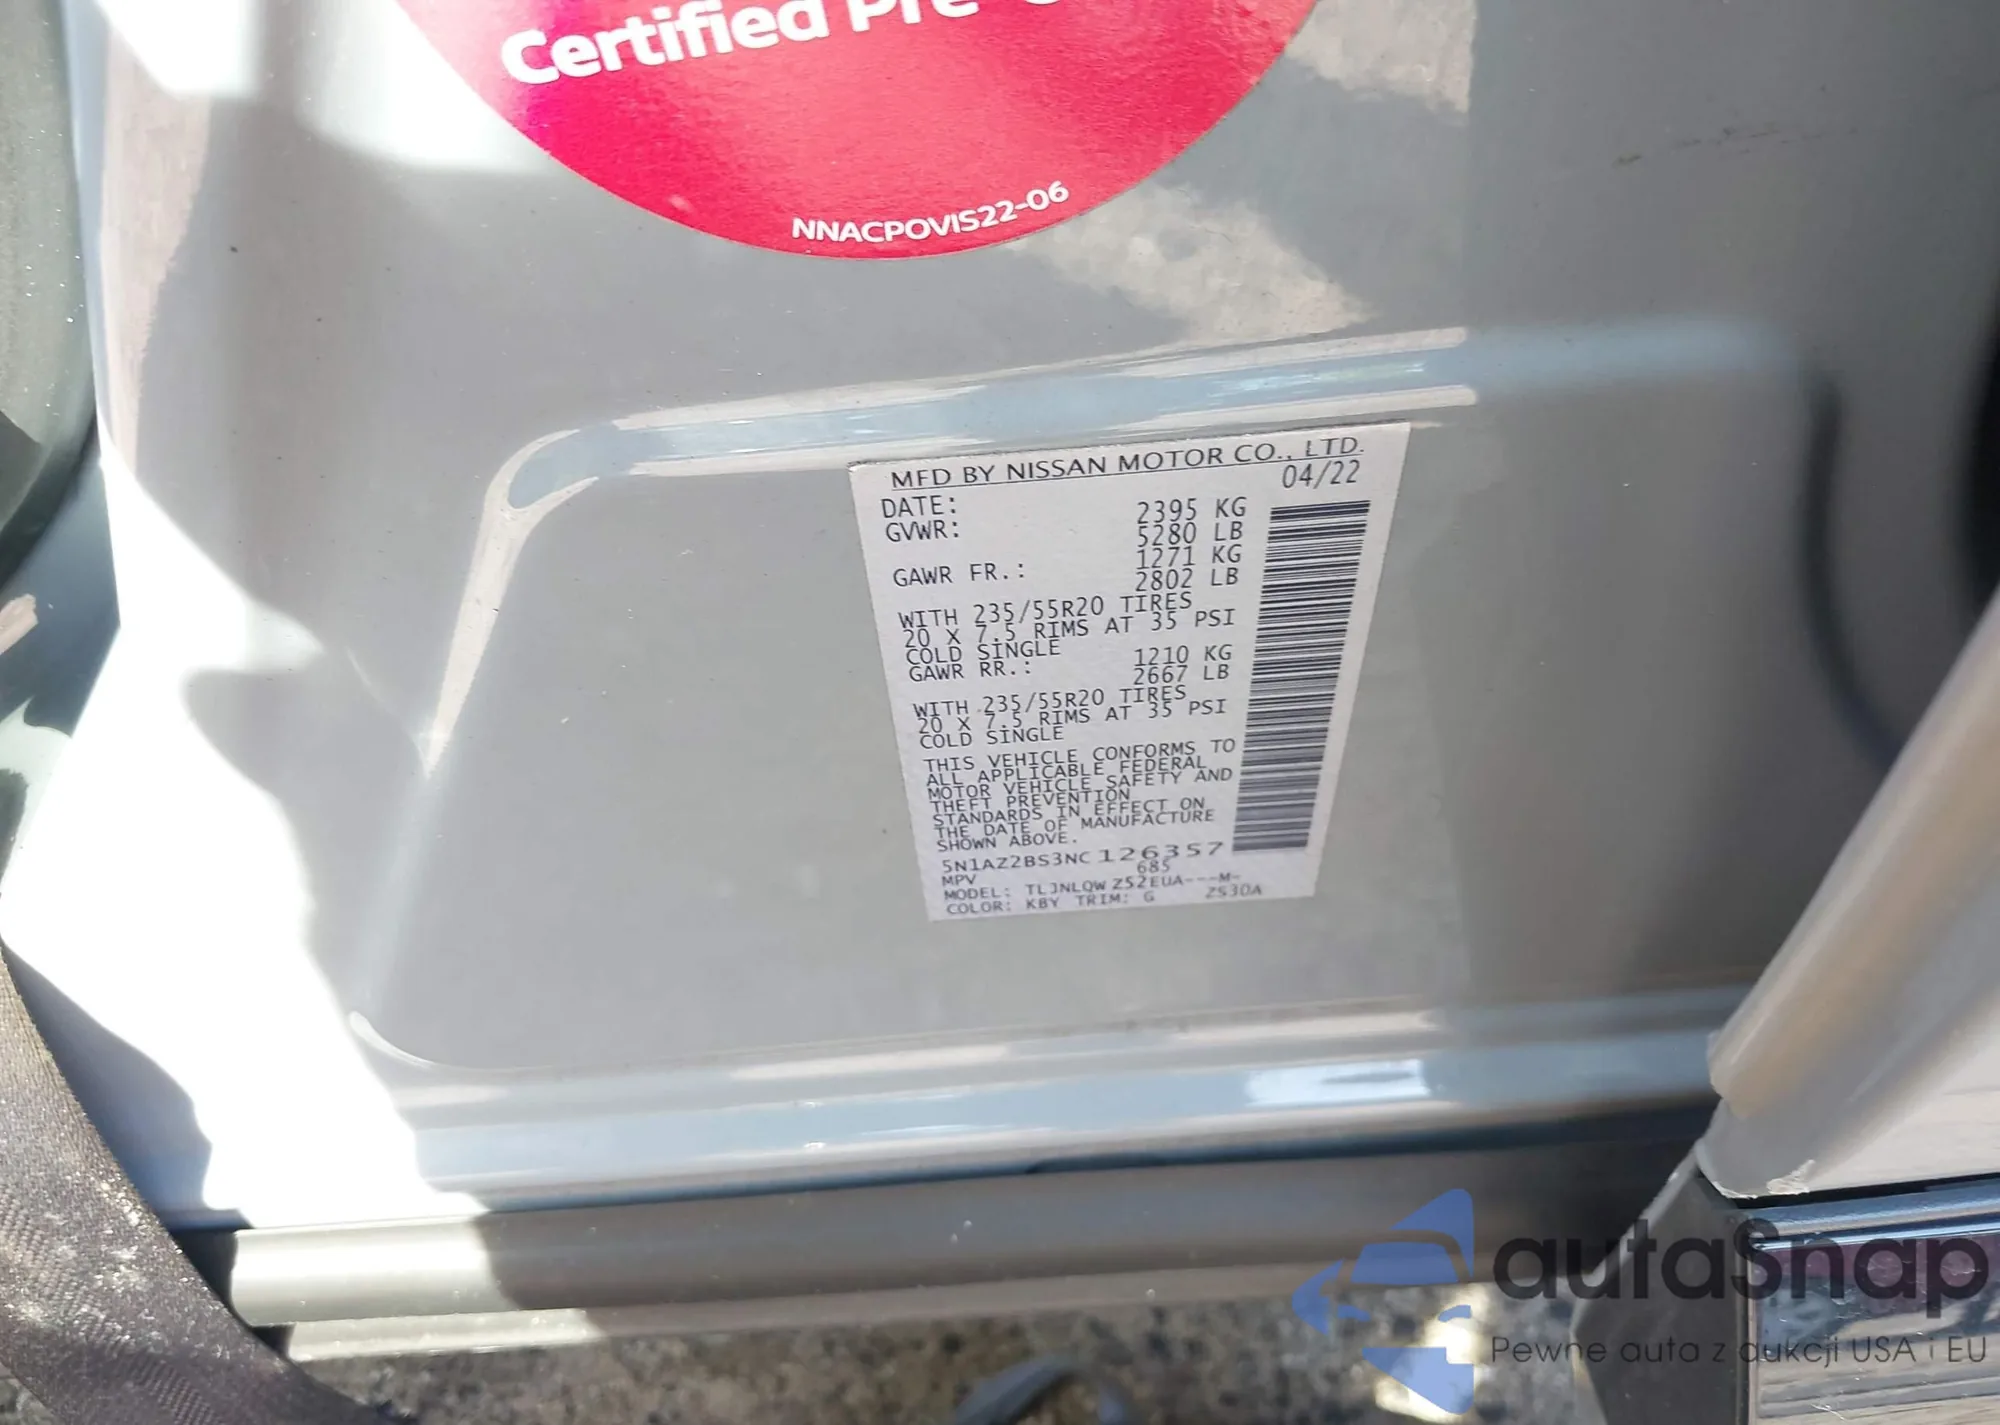 Certified Pre-
NNACPOVIS22-06
MFD BY NISSAN MOTOR CO., LTD.
DATE: 04/22
GVWR: 2395 KG
5280 LB
GAWR FR.: 1271 KG
2802 LB
WITH 235/55R20 TIRES
20 X 7.5 RIMS AT 35 PSI
COLD SINGLE
GAWR RR.: 1210 KG
2667 LB
WITH 235/55R20 TIRES
20 X 7.5 RIMS AT 35 PSI
COLD SINGLE
THIS VEHICLE CONFORMS TO
ALL APPLICABLE FEDERAL
MOTOR VEHICLE SAFETY AND
THEFT PREVENTION
STANDARDS IN EFFECT ON
THE DATE OF MANUFACTURE
SHOWN ABOVE.
5N1AZ2BS3NC126357
MPV 685
MODEL: TLJNLQW Z52EUA---M-
COLOR: KBY TRIM: G ZS30A
autaSnap
Pewne auta z aukcji USA i EU